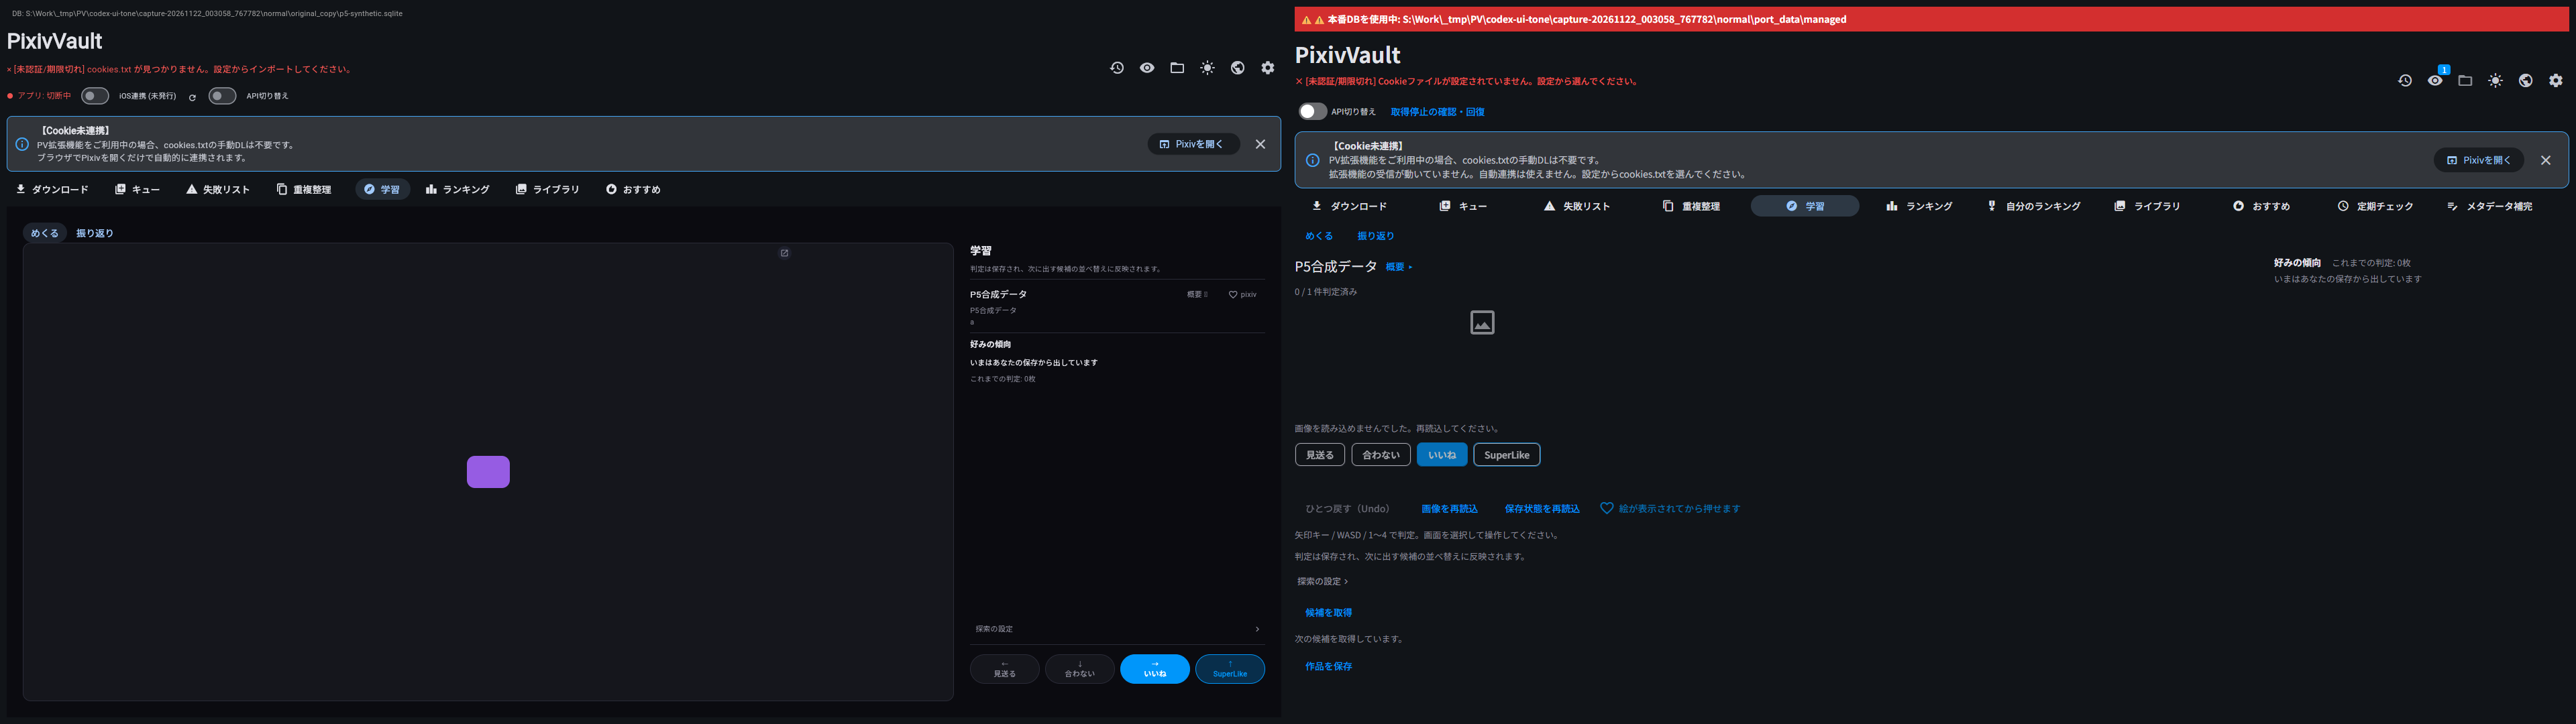 DB: S:\Work\_tmp\PV\codex-ui-tone\capture-20261122_003058_767782\normal\original_copy\p5-synthetic.sqlite
PixivVault
× [未認証/期限切れ] cookies.txt が見つかりません。設定からインポートしてください。
アプリ: 切断中
iOS連携 (未発行)
API切り替え
【Cookie未連携】
PV拡張機能をご利用中の場合、cookies.txtの手動DLは不要です。
ブラウザでPixivを開くだけで自動的に連携されます。
Pixivを開く
ダウンロード
キュー
失敗リスト
重複整理
学習
ランキング
ライブラリ
おすすめ
めくる
振り返り
学習
判定は保存され、次に出す候補の並べ替えに反映されます。
P5合成データ
概要
pixiv
P5合成データ
a
好みの傾向
いまはあなたの保存から出しています
これまでの判定: 0枚
探索の設定
←
見送る
↓
合わない
→
いいね
↑
SuperLike
本番DBを使用中: S:\Work\_tmp\PV\codex-ui-tone\capture-20261122_003058_767782\normal\port_data\managed
PixivVault
× [未認証/期限切れ] Cookieファイルが設定されていません。設定から選んでください。
1
API切り替え
取得停止の確認・回復
【Cookie未連携】
PV拡張機能をご利用中の場合、cookies.txtの手動DLは不要です。
拡張機能の受信が動いていません。自動連携は使えません。設定からcookies.txtを選んでください。
Pixivを開く
ダウンロード
キュー
失敗リスト
重複整理
学習
ランキング
自分のランキング
ライブラリ
おすすめ
定期チェック
メタデータ補完
めくる
振り返り
P5合成データ
概要
0 / 1 件判定済み
好みの傾向
これまでの判定: 0枚
いまはあなたの保存から出しています
画像を読み込めませんでした。再読込してください。
見送る
合わない
いいね
SuperLike
ひとつ戻す（Undo）
画像を再読込
保存状態を再読込
絵が表示されてから押せます
矢印キー / WASD / 1〜4 で判定。画面を選択して操作してください。
判定は保存され、次に出す候補の並べ替えに反映されます。
探索の設定
候補を取得
次の候補を取得しています。
作品を保存